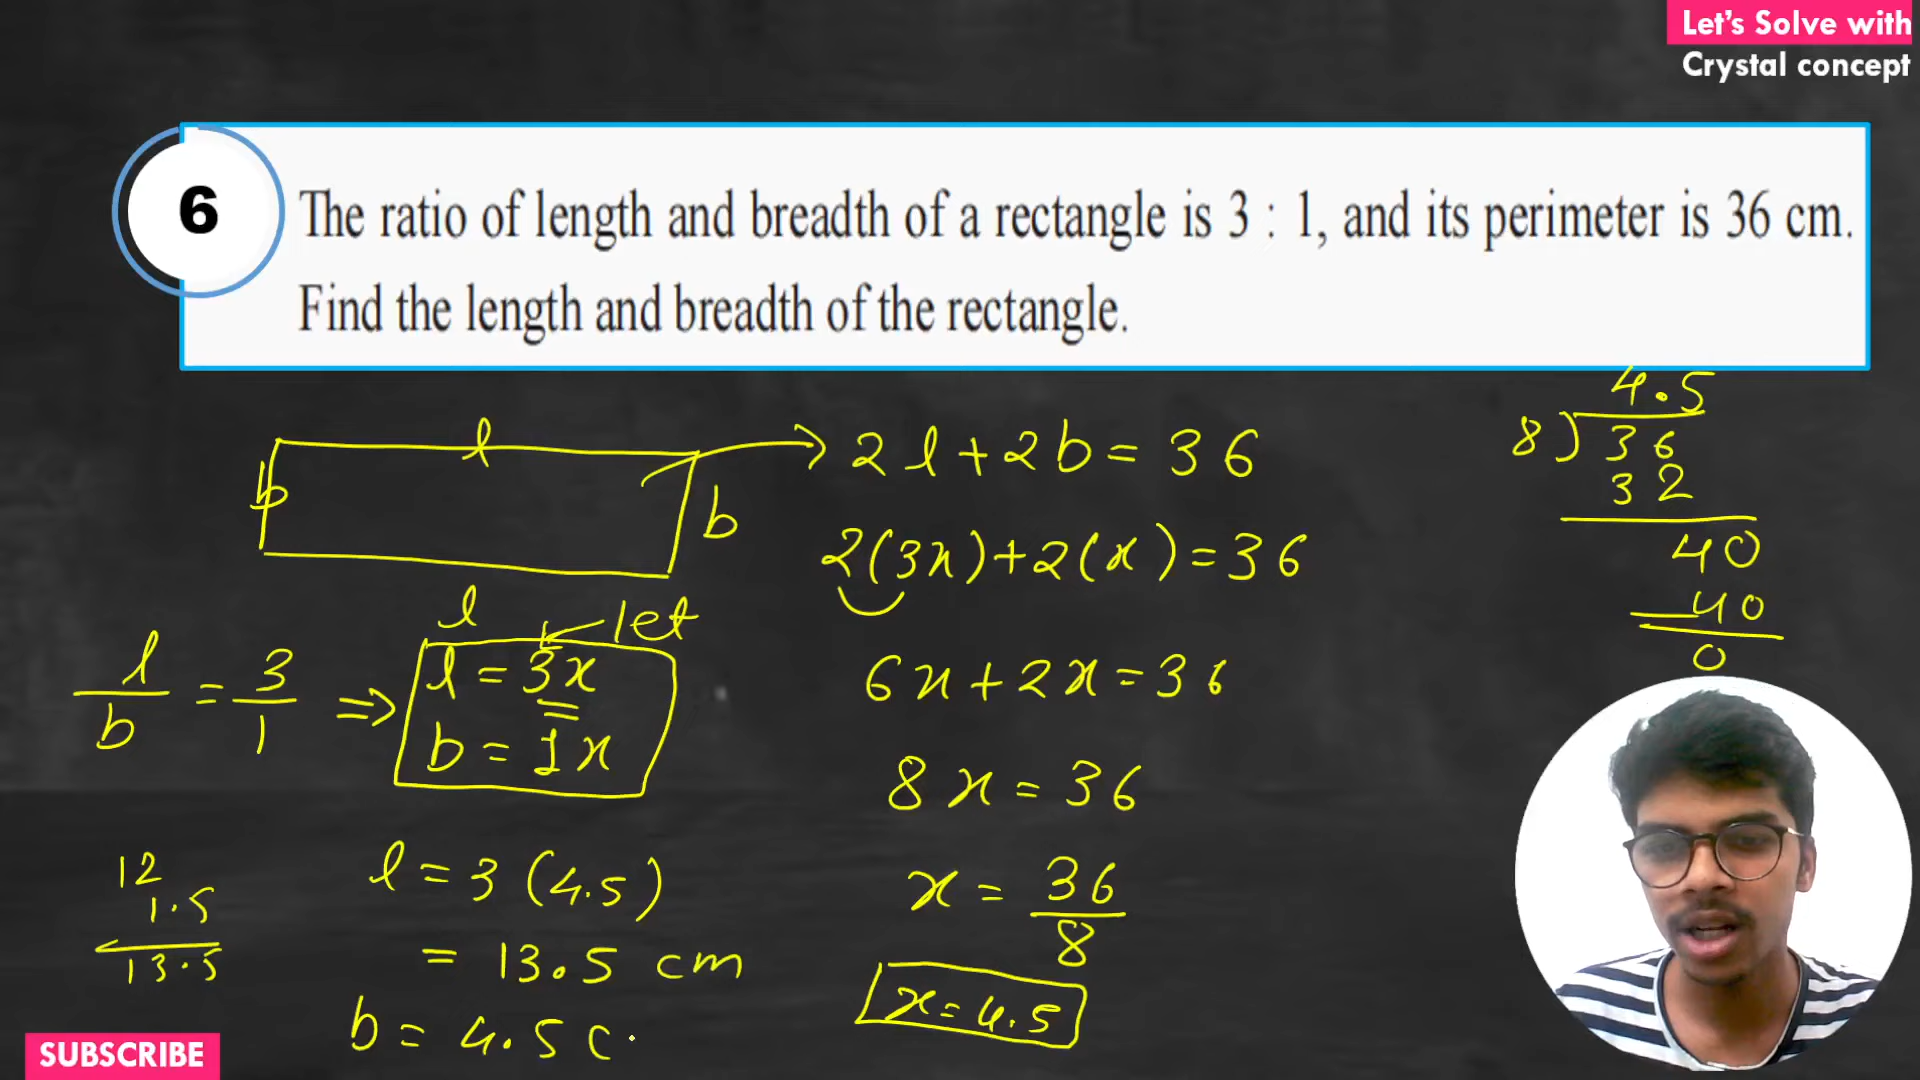 Let's Solve with
Crystal concept
6
The ratio of length and breadth of a rectangle is 3 : 1, and its perimeter is 36 cm.
Find the length and breadth of the rectangle.
l
b
b
l
2l+2b=36
2(3x)+2(x)=36
6x+2x=36
8x=36
x=36/8
x=4.5
4.5
8)36
32
40
40
0
l/b=3/1 ⇒
let
l=3x
b=1x
12
1.5
13.5
l=3(4.5)
=13.5 cm
b=4.5 c
SUBSCRIBE